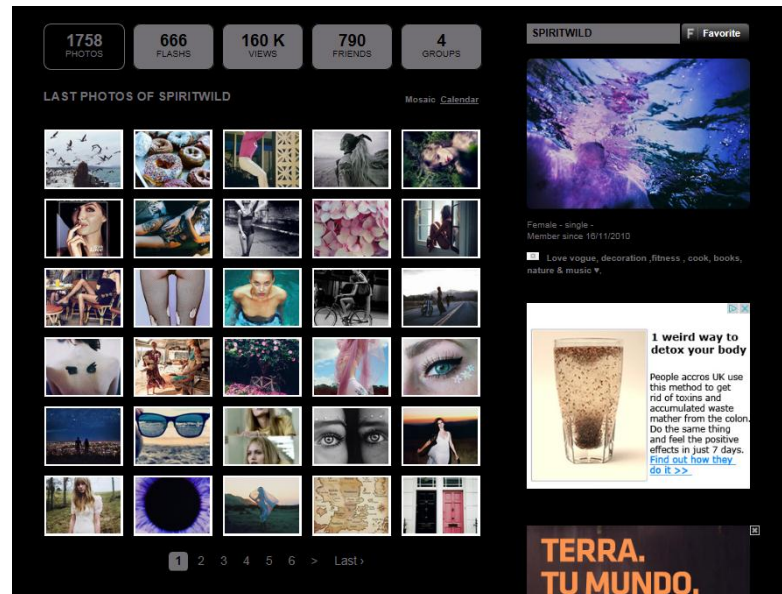 1758
PHOTOS
666
FLASHS
160 K
VIEWS
790
FRIENDS
4
GROUPS
LAST PHOTOS OF SPIRITWILD
Mosaic Calendar
1 2 3 4 5 6 > Last ›
SPIRITWILD
F Favorite
Female - single -
Member since 16/11/2010
Love vogue, decoration ,fitness , cook, books,
nature & music ♥,
1 weird way to
detox your body
People accros UK use
this method to get
rid of toxins and
accumulated waste
mather from the colon.
Do the same thing
and feel the positive
effects in just 7 days.
Find out how they
do it >>
TERRA.
TU MUNDO.